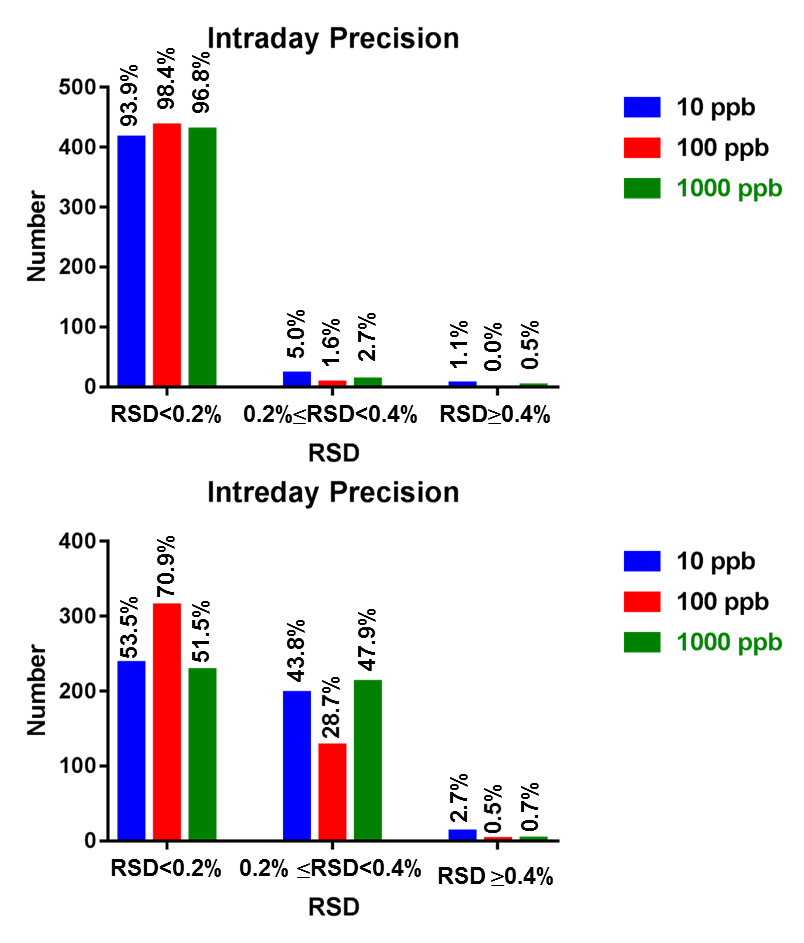 Intraday Precision
93.9% 98.4% 96.8%
500
400
300
200
100
0
Number
5.0% 1.6% 2.7%
1.1% 0.0% 0.5%
RSD<0.2% 0.2%≤RSD<0.4% RSD≥0.4%
RSD
10 ppb
100 ppb
1000 ppb
Intreday Precision
400
300
200
100
0
Number
53.5% 70.9% 51.5%
43.8% 28.7% 47.9%
2.7% 0.5% 0.7%
RSD<0.2% 0.2% ≤RSD<0.4% RSD ≥0.4%
RSD
10 ppb
100 ppb
1000 ppb